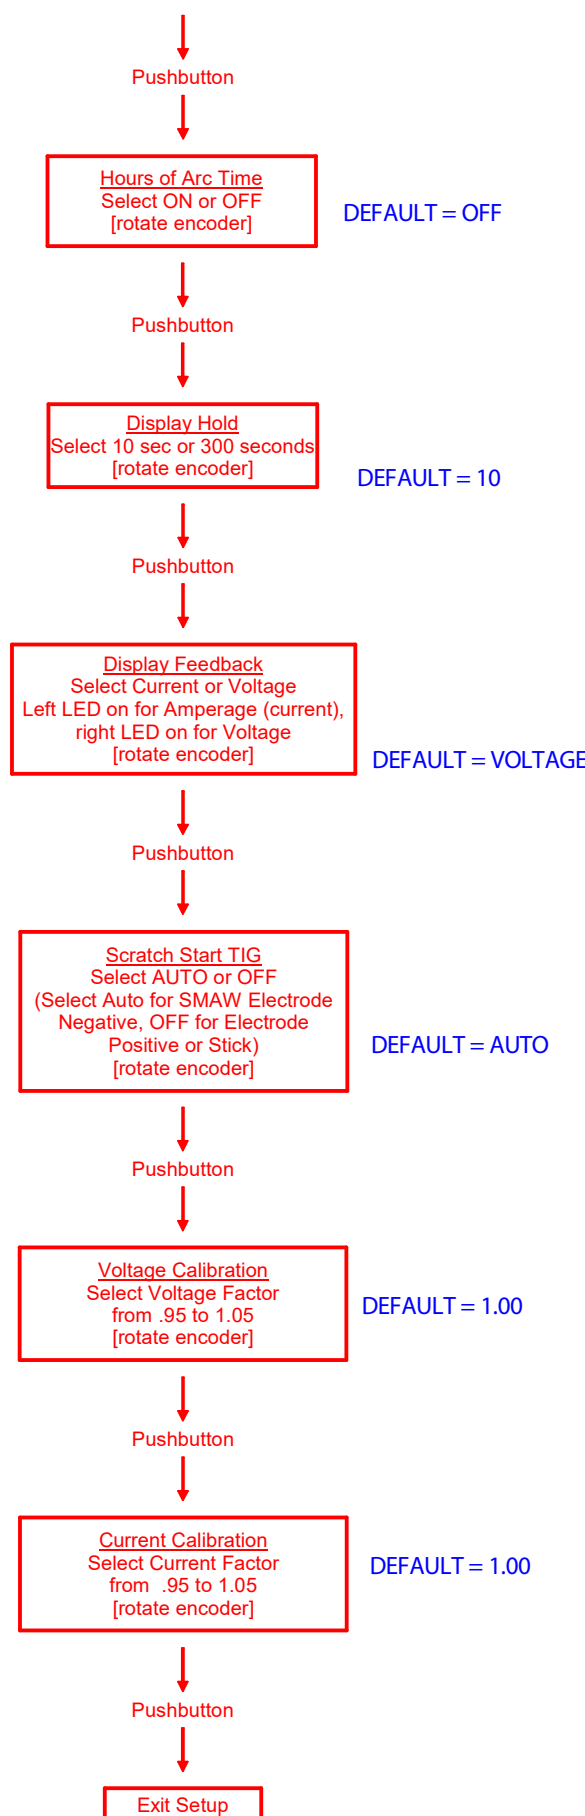 Pushbutton
Hours of Arc Time
Select ON or OFF
[rotate encoder]
DEFAULT = OFF
Pushbutton
Display Hold
Select 10 sec or 300 seconds
[rotate encoder]
DEFAULT = 10
Pushbutton
Display Feedback
Select Current or Voltage
Left LED on for Amperage (current),
right LED on for Voltage
[rotate encoder]
DEFAULT = VOLTAGE
Pushbutton
Scratch Start TIG
Select AUTO or OFF
(Select Auto for SMAW Electrode
Negative, OFF for Electrode
Positive or Stick)
[rotate encoder]
DEFAULT = AUTO
Pushbutton
Voltage Calibration
Select Voltage Factor
from .95 to 1.05
[rotate encoder]
DEFAULT = 1.00
Pushbutton
Current Calibration
Select Current Factor
from .95 to 1.05
[rotate encoder]
DEFAULT = 1.00
Pushbutton
Exit Setup